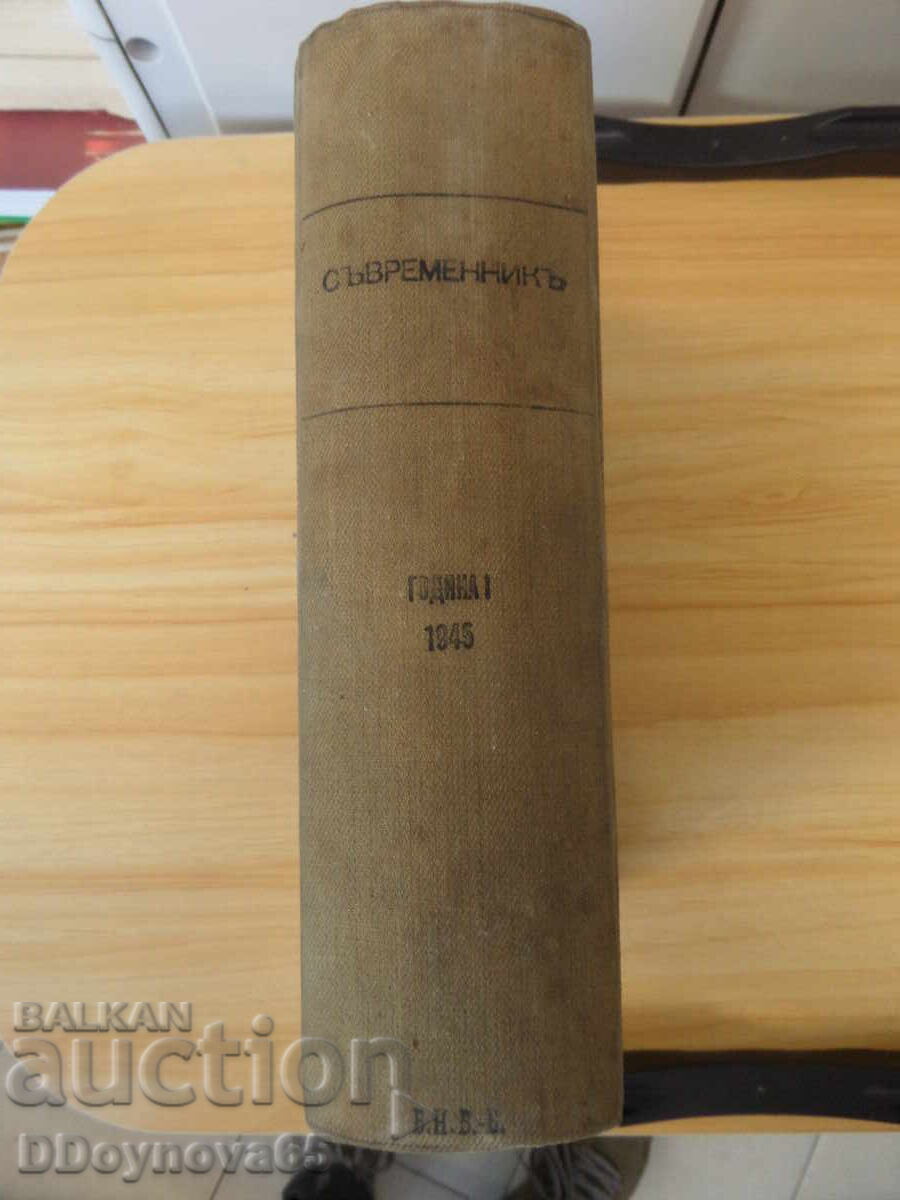 СЪВРЕМЕННИКЪ
ГОДИНА I
1945
Б.Н.Б.-С.
BALKAN
auction
DDoynova65